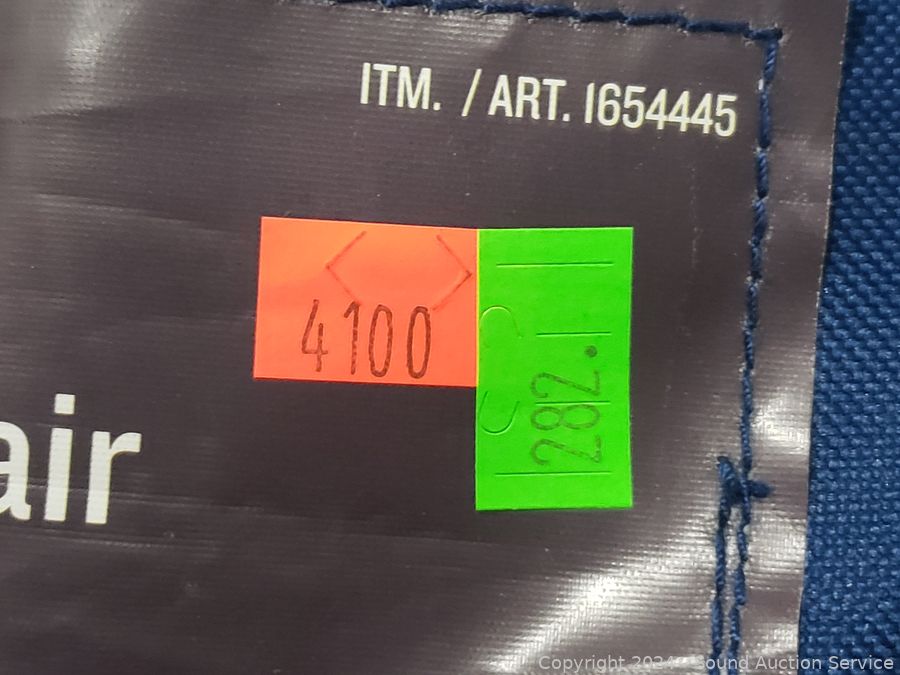 ITM. / ART. 1654445
4100
282.
air
Copyright 2024 Sound Auction Service